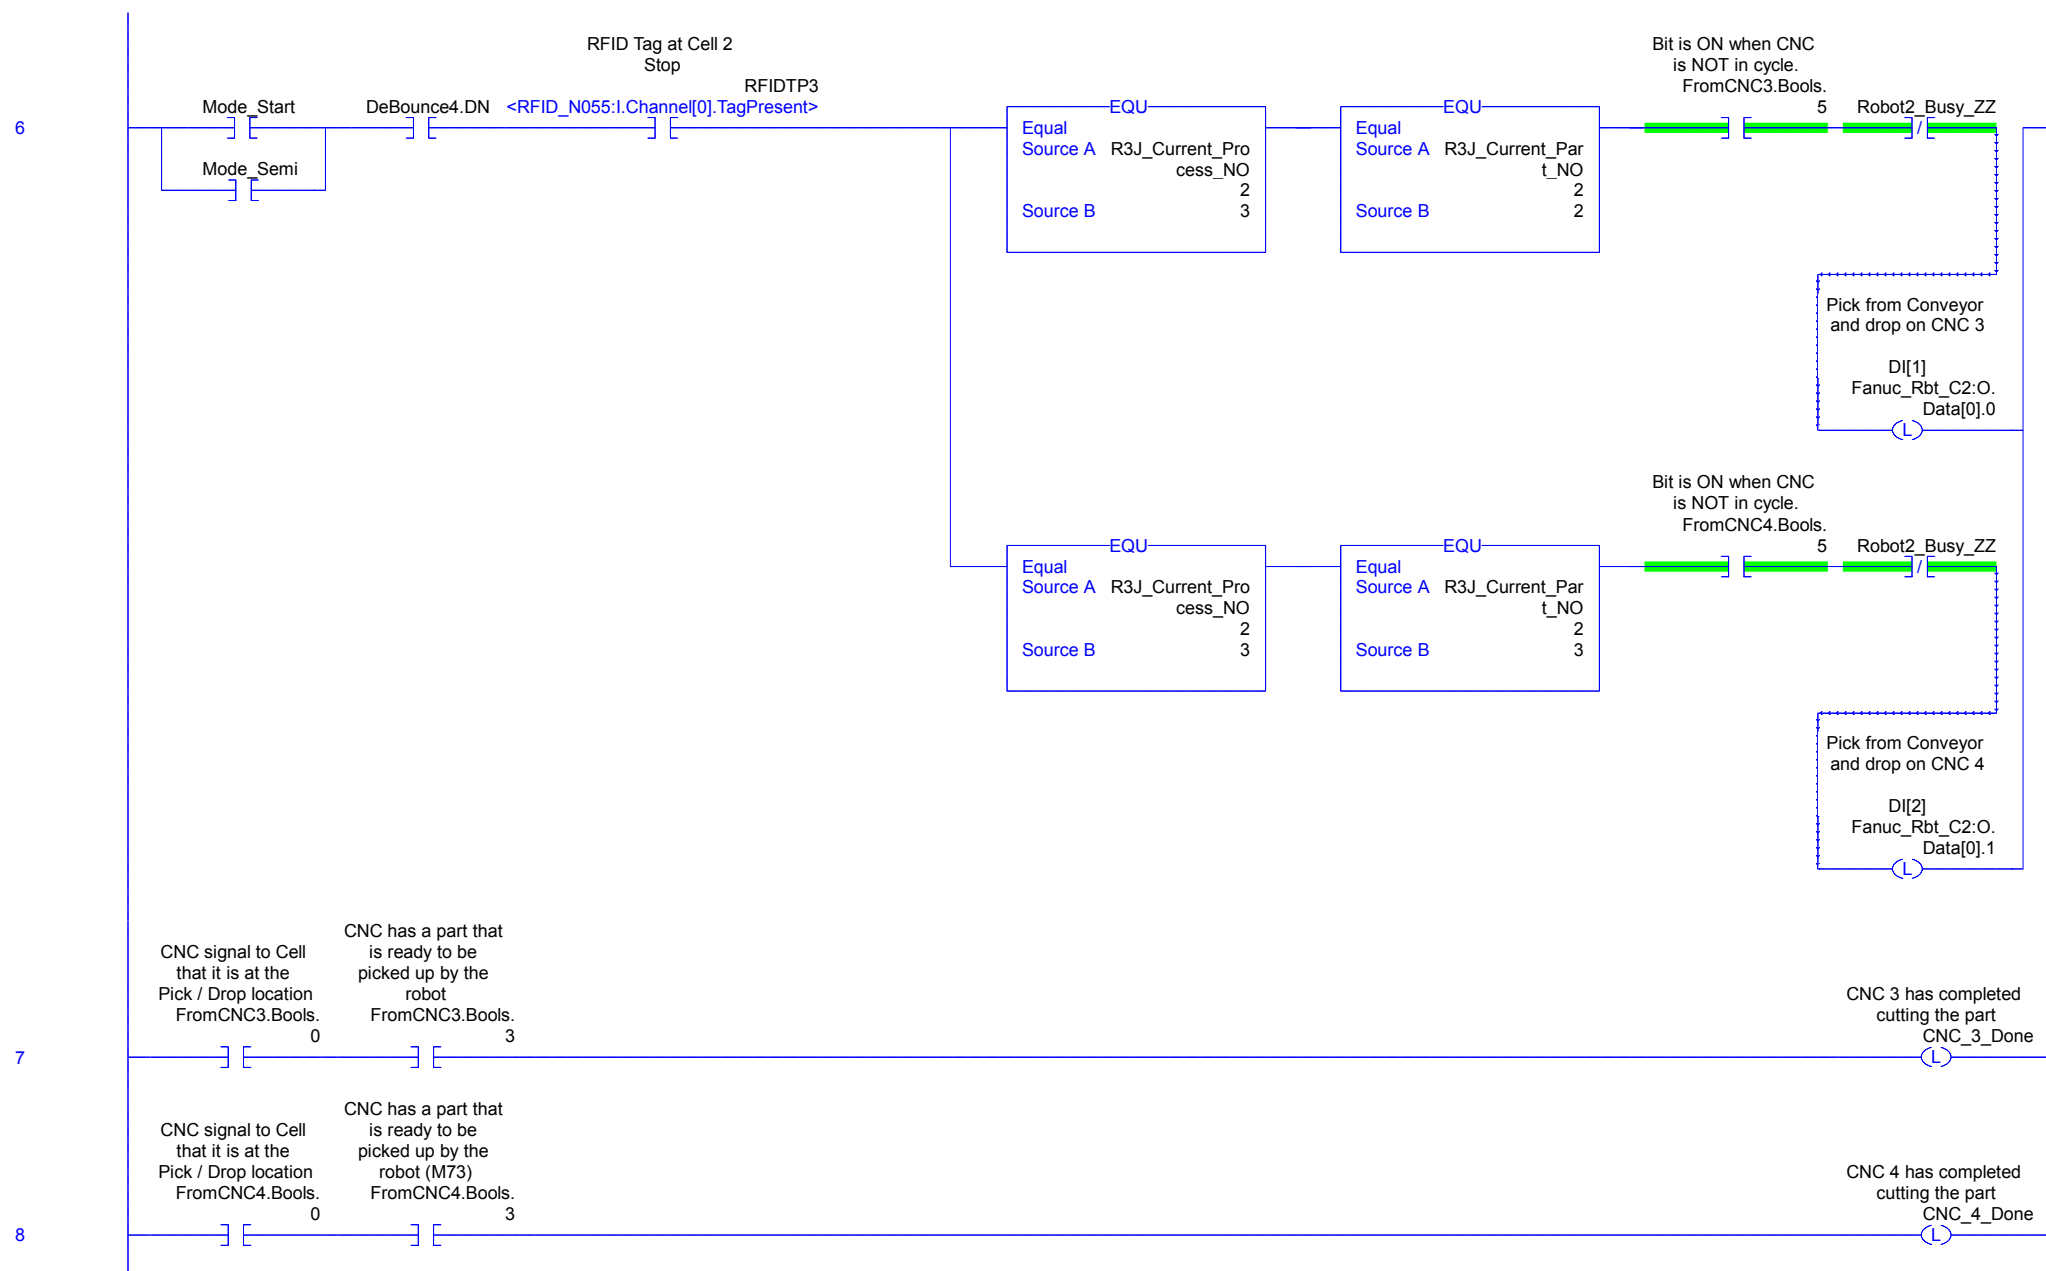 RFID Tag at Cell 2
Stop
RFIDTP3
<RFID_N055:I.Channel[0].TagPresent>
Mode_Start
DeBounce4.DN
Mode_Semi
6
EQU
Equal
Source A R3J_Current_Pro
cess_NO
2
Source B 3
EQU
Equal
Source A R3J_Current_Par
t_NO
2
Source B 2
Bit is ON when CNC
is NOT in cycle.
FromCNC3.Bools.
5
Robot2_Busy_ZZ
/
Pick from Conveyor
and drop on CNC 3
DI[1]
Fanuc_Rbt_C2:O.
Data[0].0
L
EQU
Equal
Source A R3J_Current_Pro
cess_NO
2
Source B 3
EQU
Equal
Source A R3J_Current_Par
t_NO
2
Source B 3
Bit is ON when CNC
is NOT in cycle.
FromCNC4.Bools.
5
Robot2_Busy_ZZ
/
Pick from Conveyor
and drop on CNC 4
DI[2]
Fanuc_Rbt_C2:O.
Data[0].1
L
7
CNC signal to Cell
that it is at the
Pick / Drop location
FromCNC3.Bools.
0
CNC has a part that
is ready to be
picked up by the
robot
FromCNC3.Bools.
3
CNC 3 has completed
cutting the part
CNC_3_Done
L
8
CNC signal to Cell
that it is at the
Pick / Drop location
FromCNC4.Bools.
0
CNC has a part that
is ready to be
picked up by the
robot (M73)
FromCNC4.Bools.
3
CNC 4 has completed
cutting the part
CNC_4_Done
L